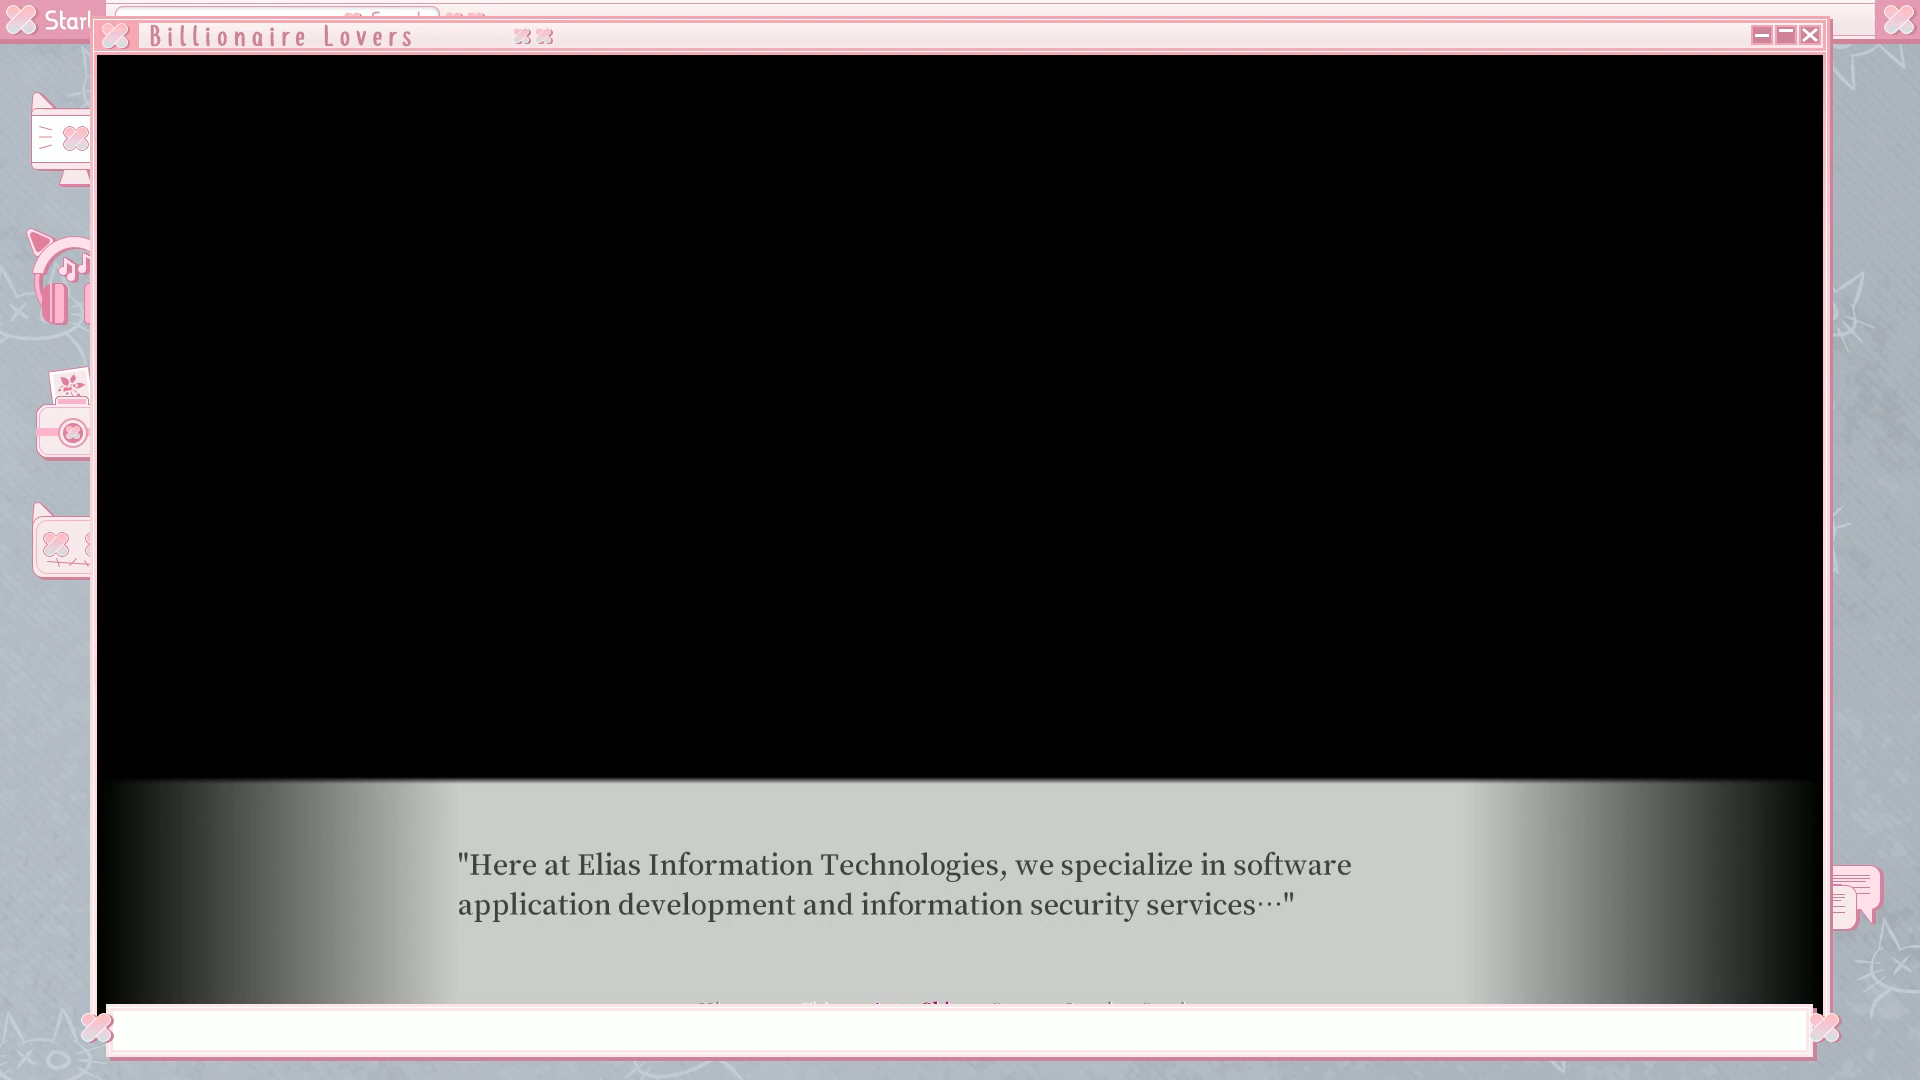 Start
Billionaire Lovers
"Here at Elias Information Technologies, we specialize in software
application development and information security services···"